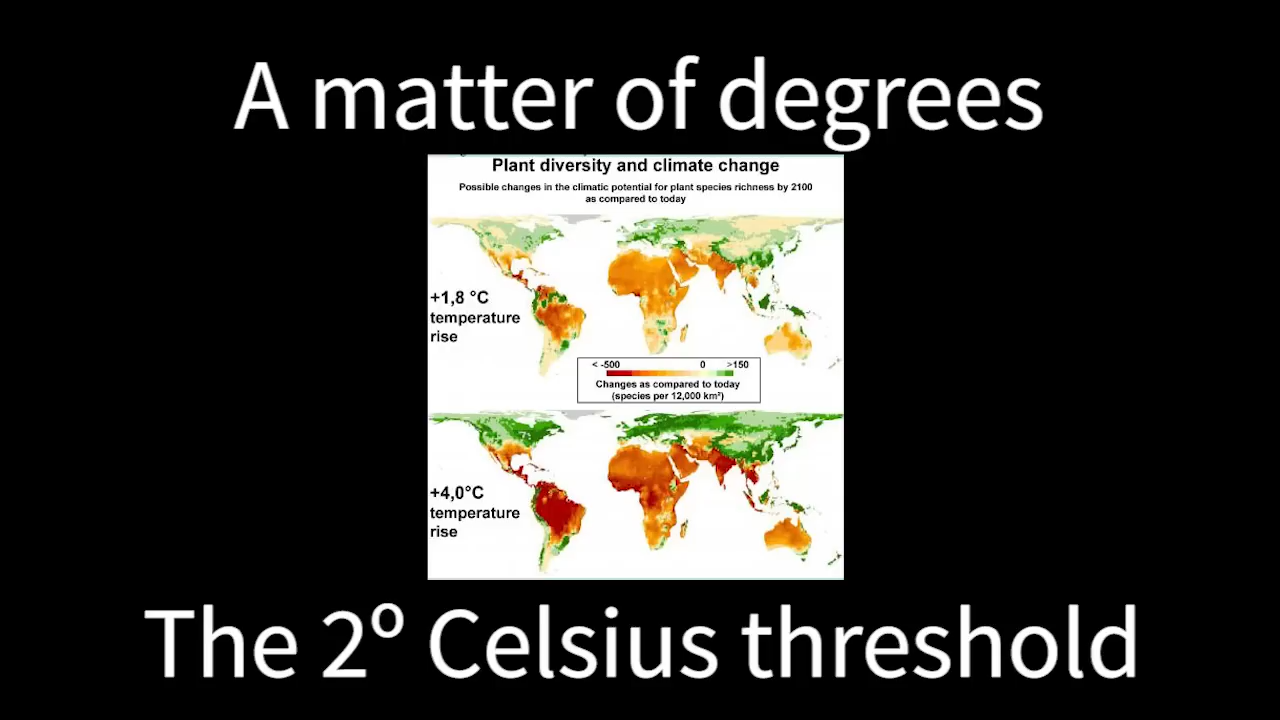 A matter of degrees
Plant diversity and climate change
Possible changes in the climatic potential for plant species richness by 2100
as compared to today
+1,8 °C
temperature
rise
< -500 0 >150
Changes as compared to today
(species per 12,000 km²)
+4,0°C
temperature
rise
The 2º Celsius threshold